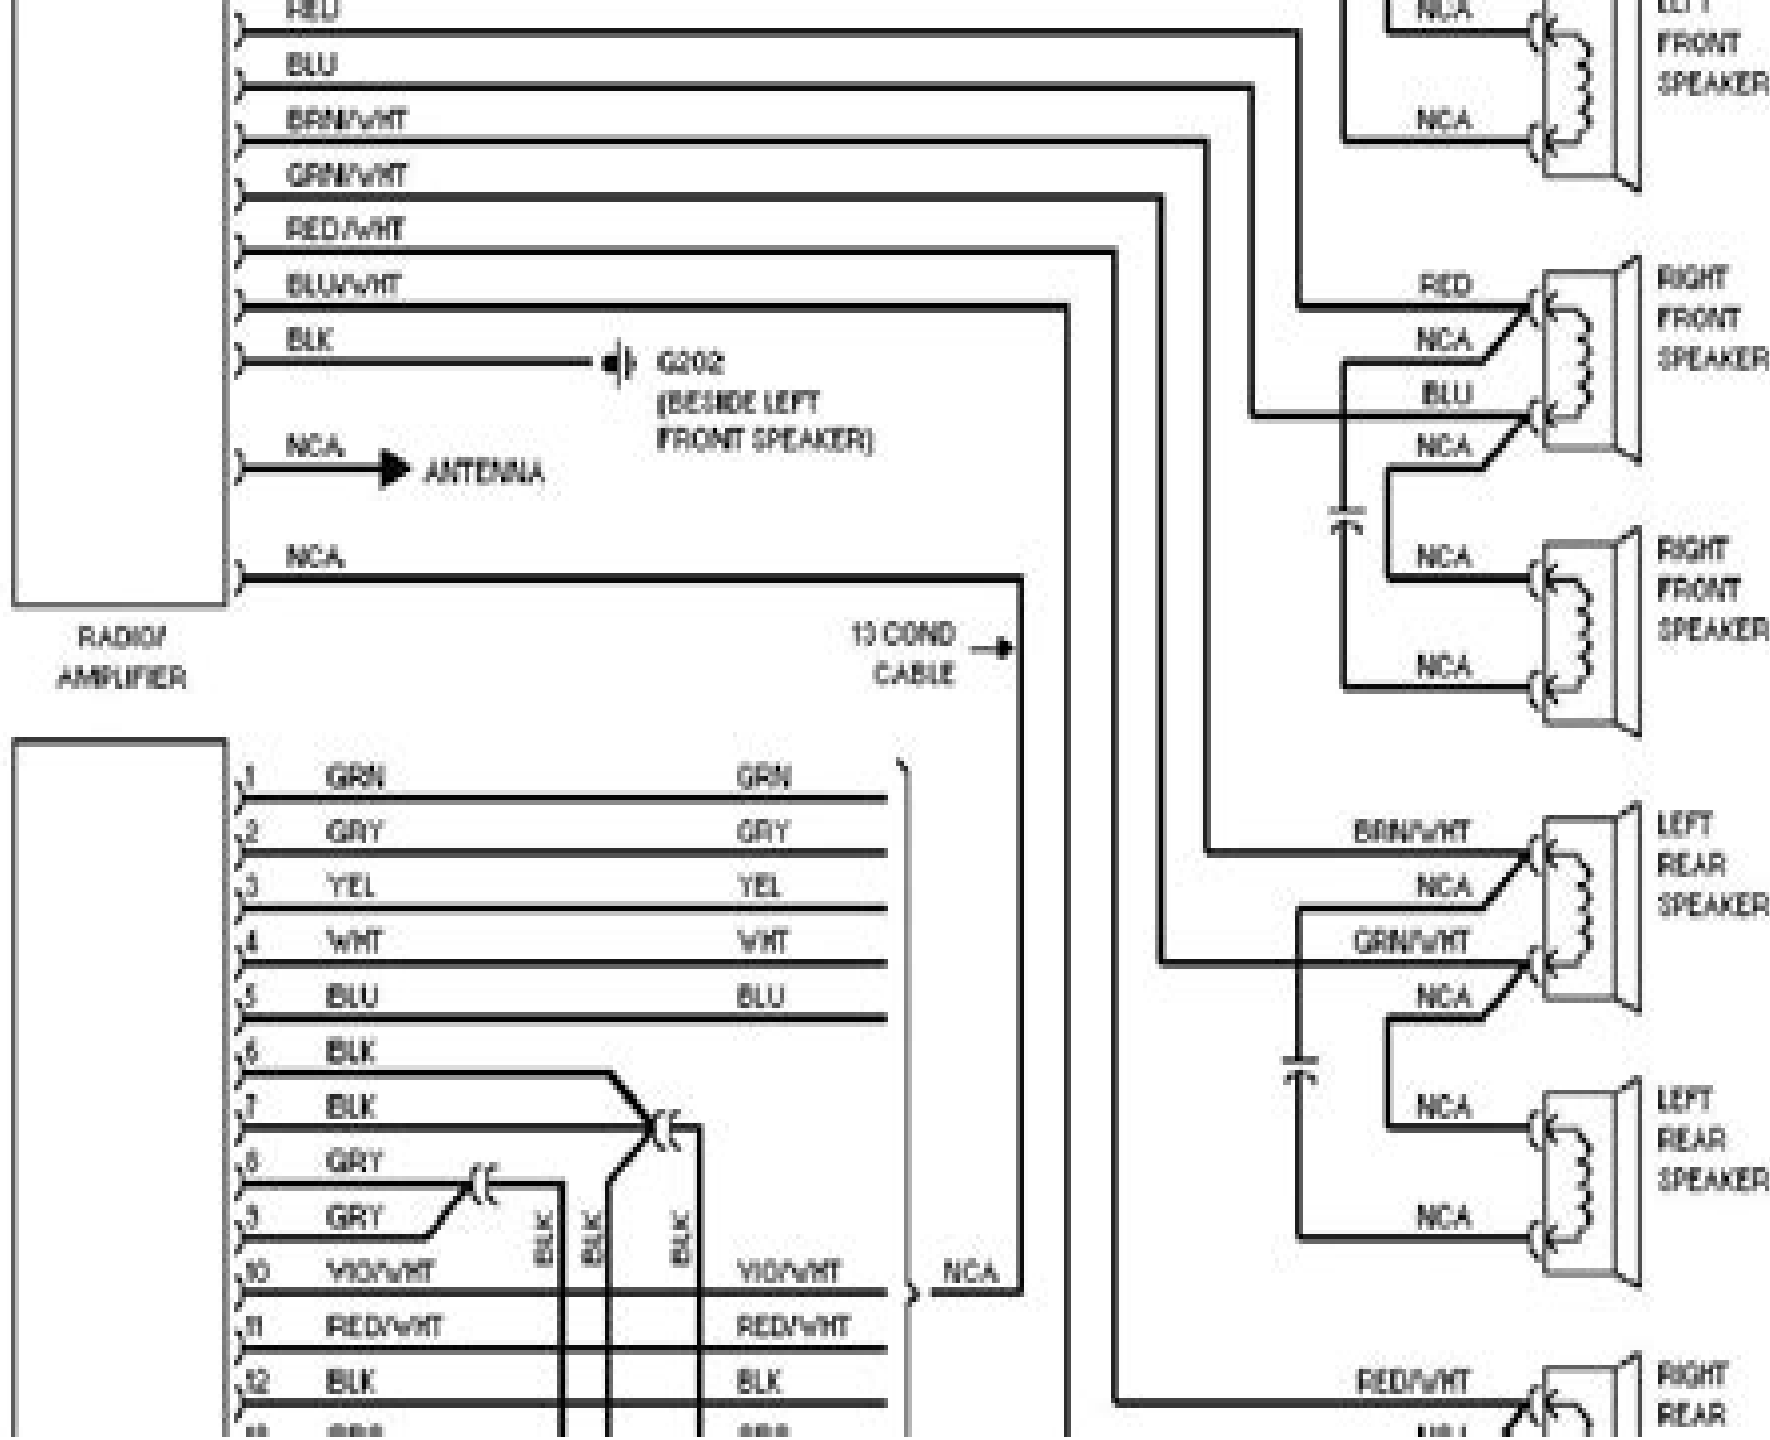 RED
BLU
BRN/WHT
GRN/WHT
RED/WHT
BLU/WHT
BLK
G202
(BESIDE LEFT
FRONT SPEAKER)
NCA
ANTENNA
NCA
RADIO/
AMPLIFIER
13 COND
CABLE
1 GRN GRN
2 GRY GRY
3 YEL YEL
4 WHT WHT
5 BLU BLU
6 BLK
7 BLK
8 GRY
9 GRY
BLK
BLK
BLK
10 VIO/WHT VIO/WHT
NCA
11 RED/WHT RED/WHT
12 BLK BLK
13
NCA
LEFT
FRONT
SPEAKER
NCA
RED
NCA
BLU
NCA
RIGHT
FRONT
SPEAKER
NCA
NCA
RIGHT
FRONT
SPEAKER
BRN/WHT
NCA
GRN/WHT
NCA
LEFT
REAR
SPEAKER
NCA
NCA
LEFT
REAR
SPEAKER
RED/WHT
RIGHT
REAR